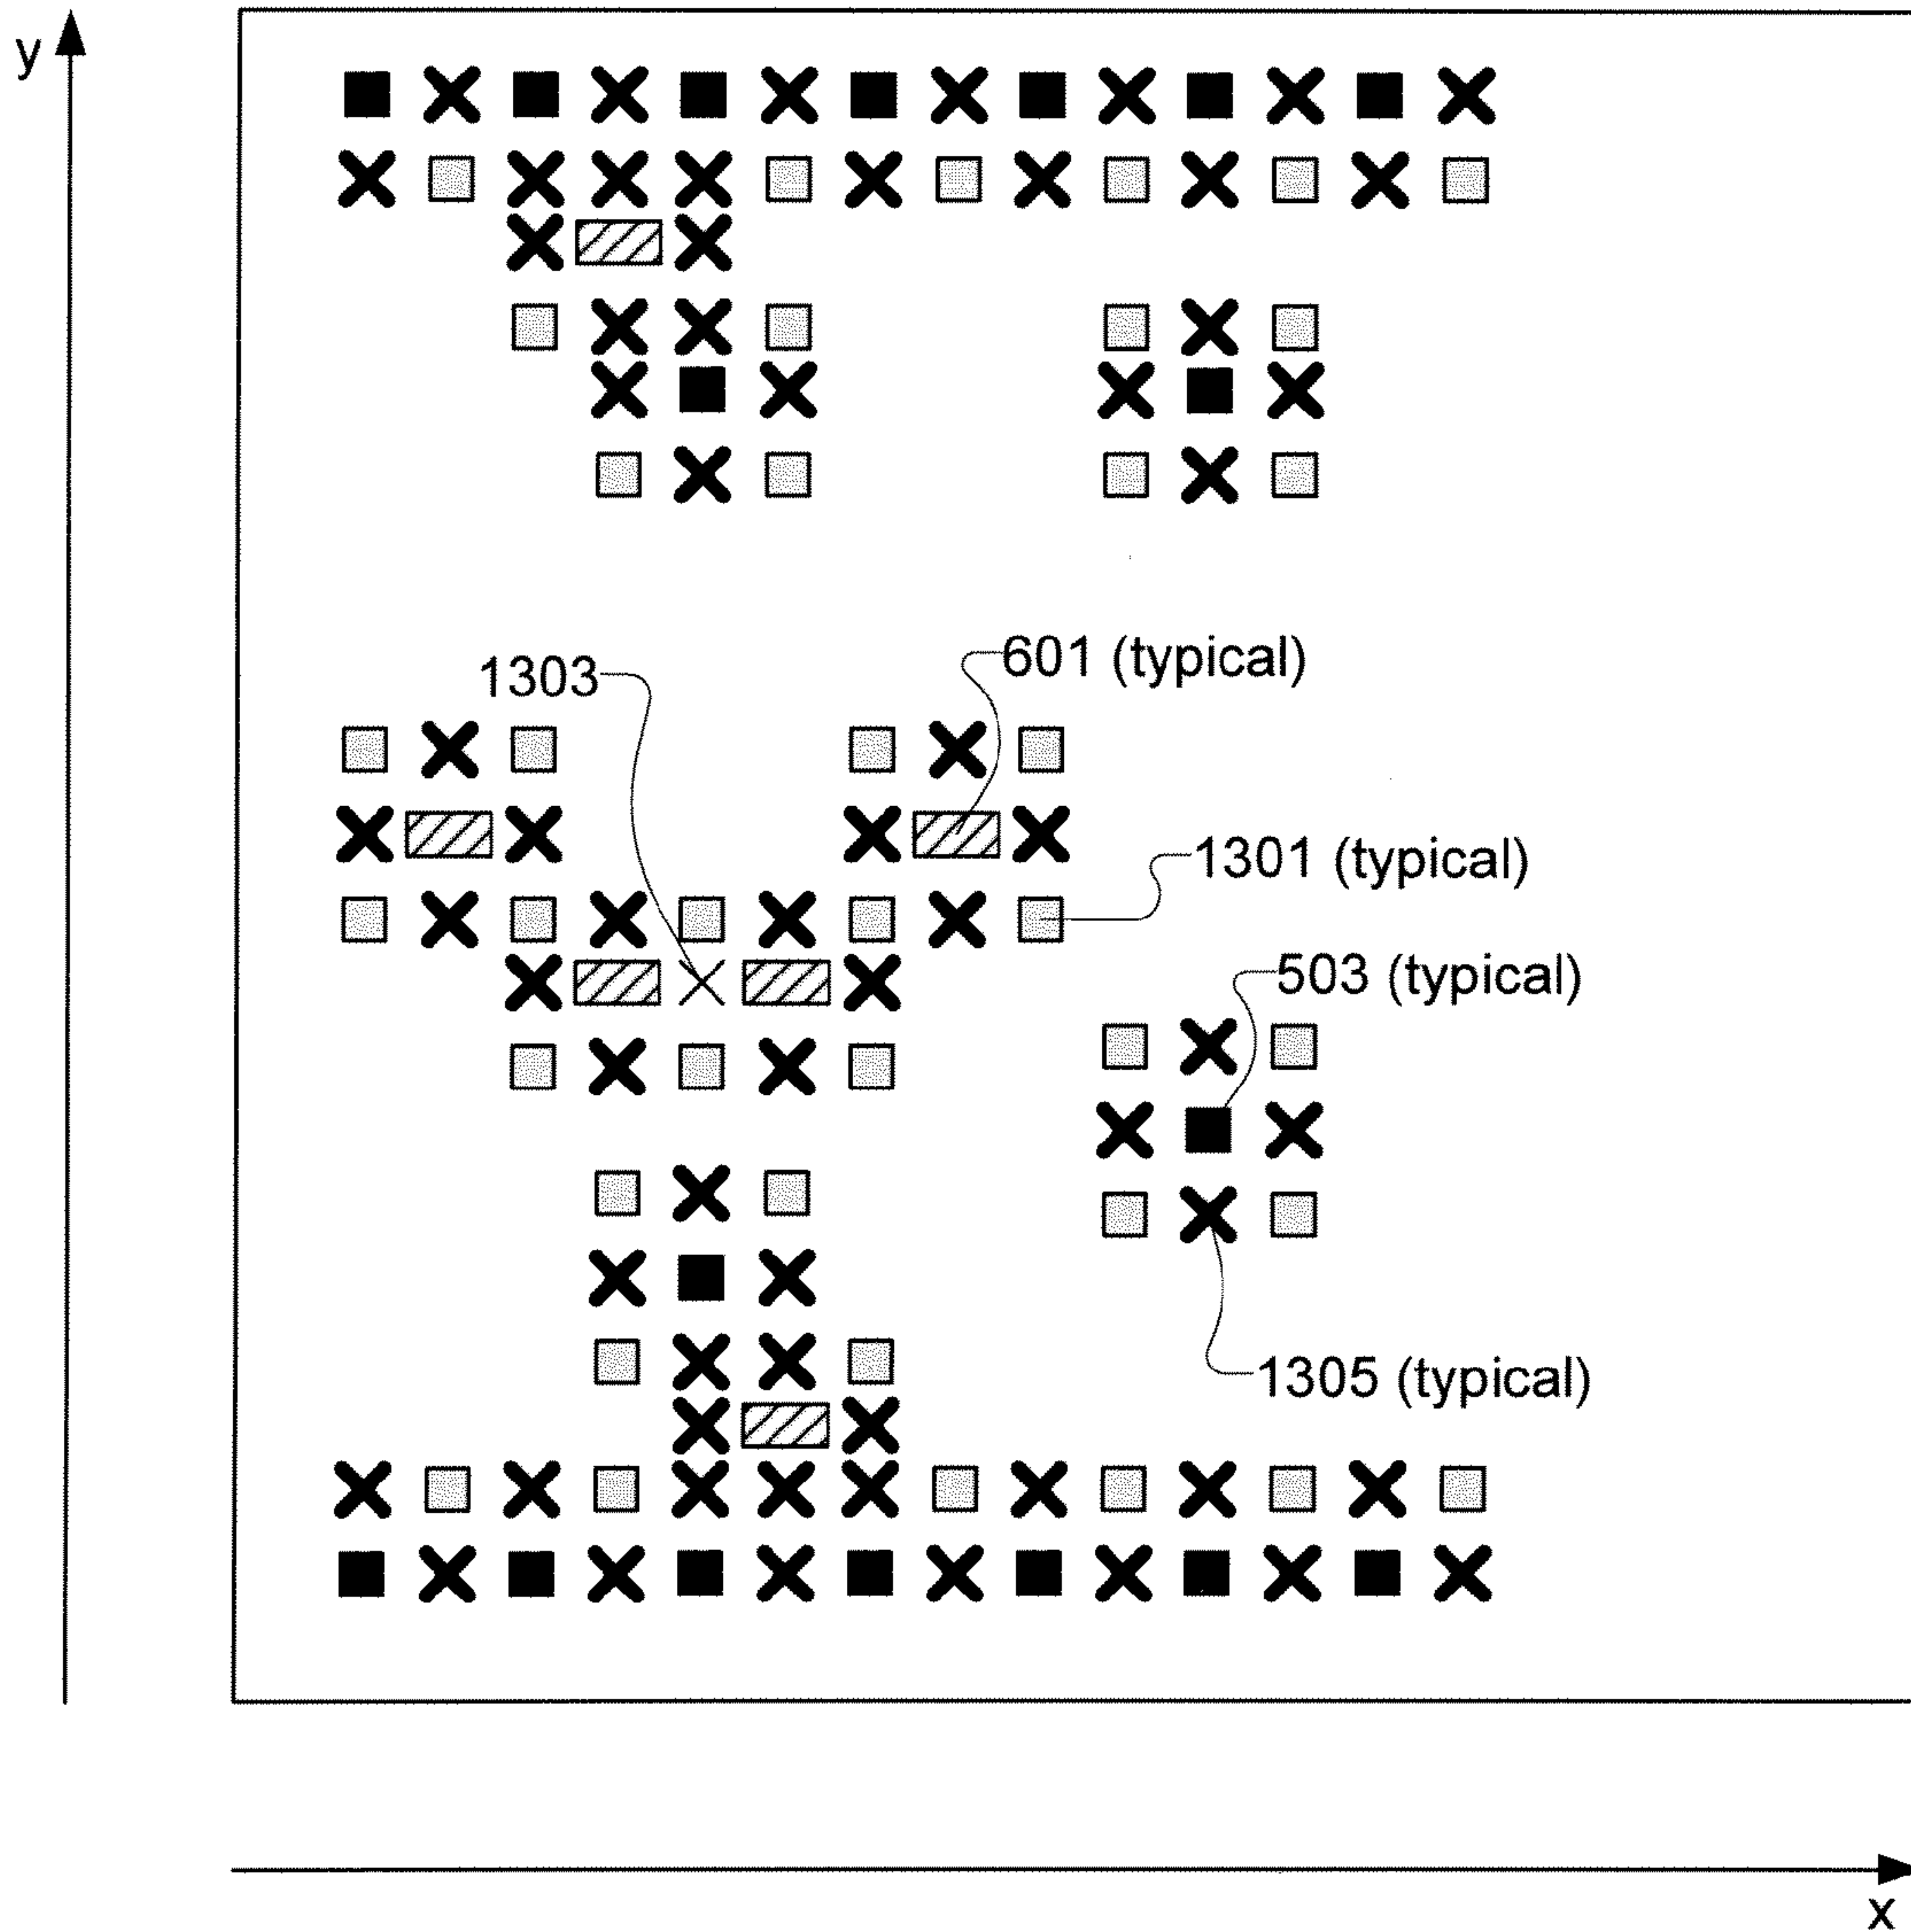 y
601 (typical)
1303
1301 (typical)
503 (typical)
1305 (typical)
x